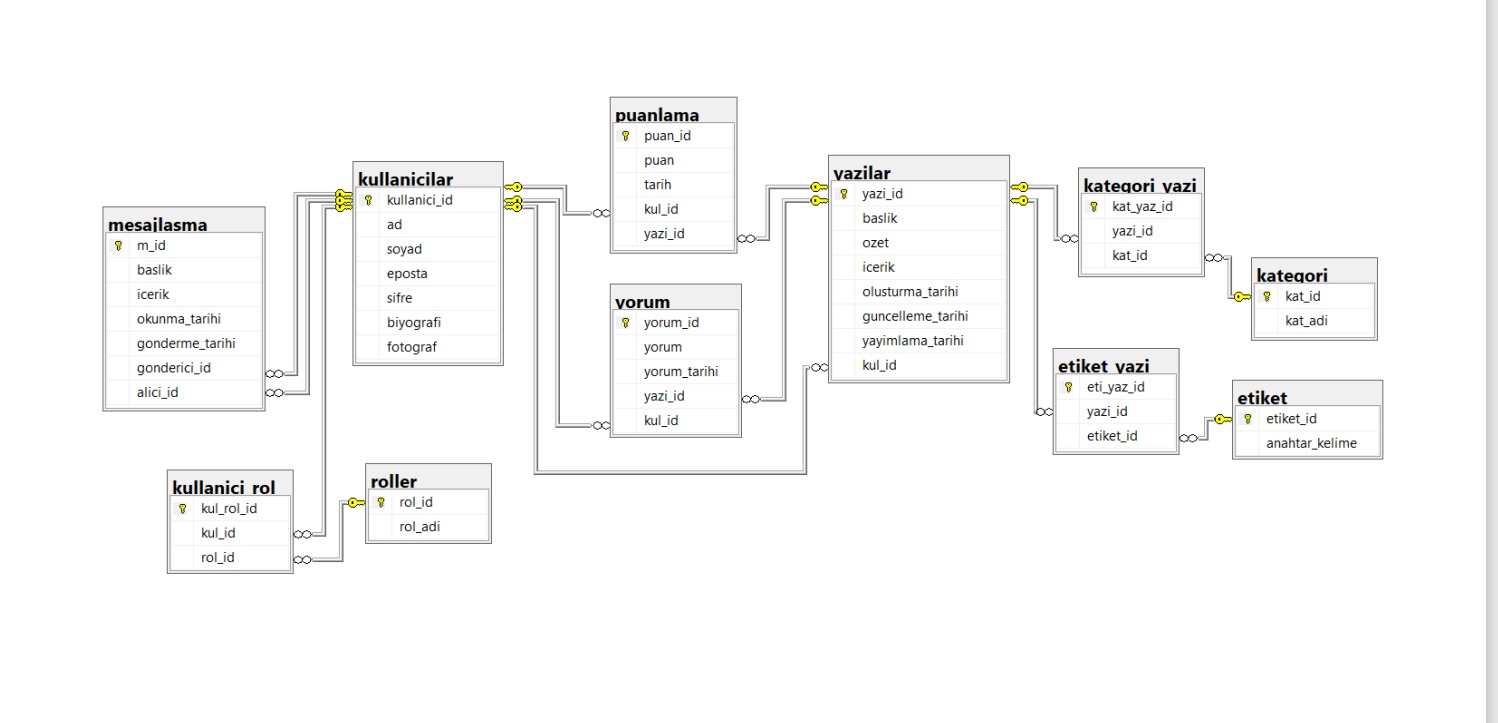 mesajlasma
m_id
baslik
icerik
okunma_tarihi
gonderme_tarihi
gonderici_id
alici_id
kullanicilar
kullanici_id
ad
soyad
eposta
sifre
biyografi
fotograf
kullanici_rol
kul_rol_id
kul_id
rol_id
roller
rol_id
rol_adi
puanlama
puan_id
puan
tarih
kul_id
yazi_id
yorum
yorum_id
yorum
yorum_tarihi
yazi_id
kul_id
yazilar
yazi_id
baslik
ozet
icerik
olusturma_tarihi
guncelleme_tarihi
yayimlama_tarihi
kul_id
kategori_yazi
kat_yaz_id
yazi_id
kat_id
kategori
kat_id
kat_adi
etiket_yazi
eti_yaz_id
yazi_id
etiket_id
etiket
etiket_id
anahtar_kelime